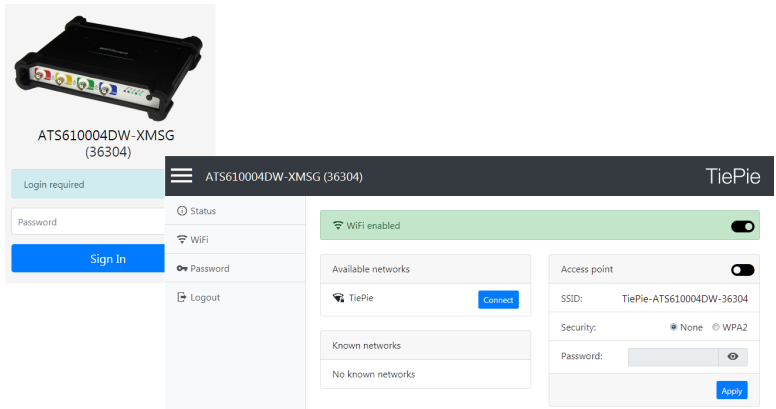 ATS610004DW-XMSG
(36304)
Login required
Password
Sign In
ATS610004DW-XMSG (36304)
TiePie
Status
WiFi
Password
Logout
WiFi enabled
Available networks
TiePie
Connect
Known networks
No known networks
Access point
SSID:
TiePie-ATS610004DW-36304
Security:
None
WPA2
Password:
Apply